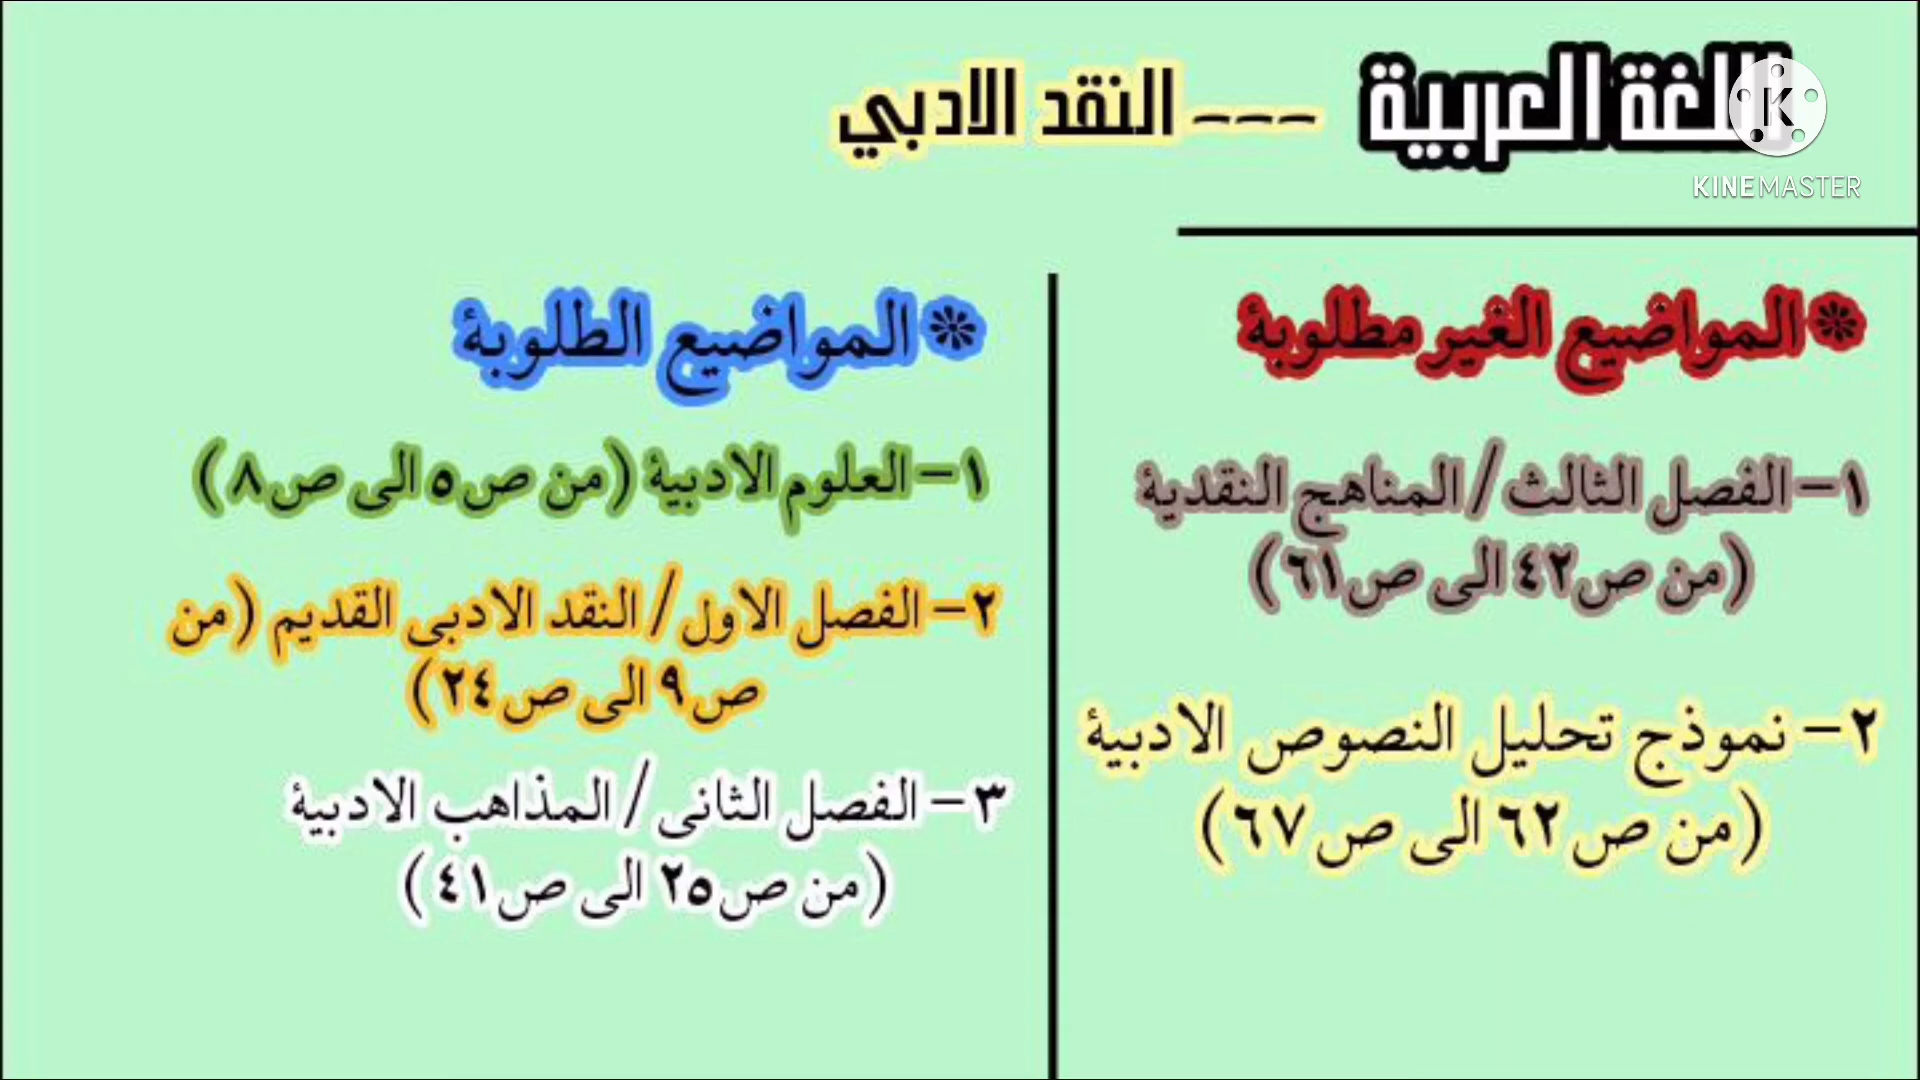 اللغة العربية --- النقد الادبي
KINEMASTER
* المواضيع الغير مطلوبة
١- الفصل الثالث / المناهج النقدية
(من ص٤٢ الى ص٦١)
٢- نموذج تحليل النصوص الادبية
(من ص٦٢ الى ص٦٧)
* المواضيع الطلوبة
١- العلوم الادبية (من ص٥ الى ص٨)
٢- الفصل الاول / النقد الادبى القديم (من
ص٩ الى ص٢٤)
٣- الفصل الثانى / المذاهب الادبية
(من ص٢٥ الى ص٤١)